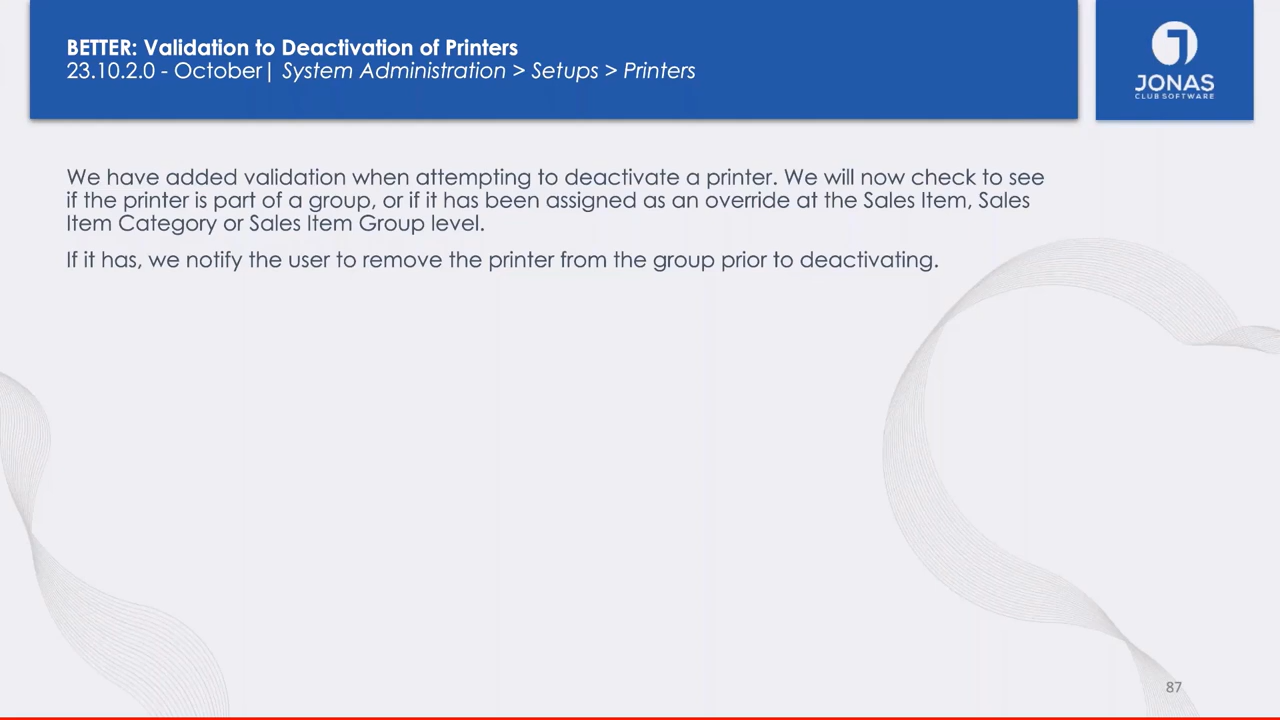 BETTER: Validation to Deactivation of Printers
23.10.2.0 - October| System Administration > Setups > Printers
JONAS
CLUB SOFTWARE
We have added validation when attempting to deactivate a printer. We will now check to see
if the printer is part of a group, or if it has been assigned as an override at the Sales Item, Sales
Item Category or Sales Item Group level.
If it has, we notify the user to remove the printer from the group prior to deactivating.
87